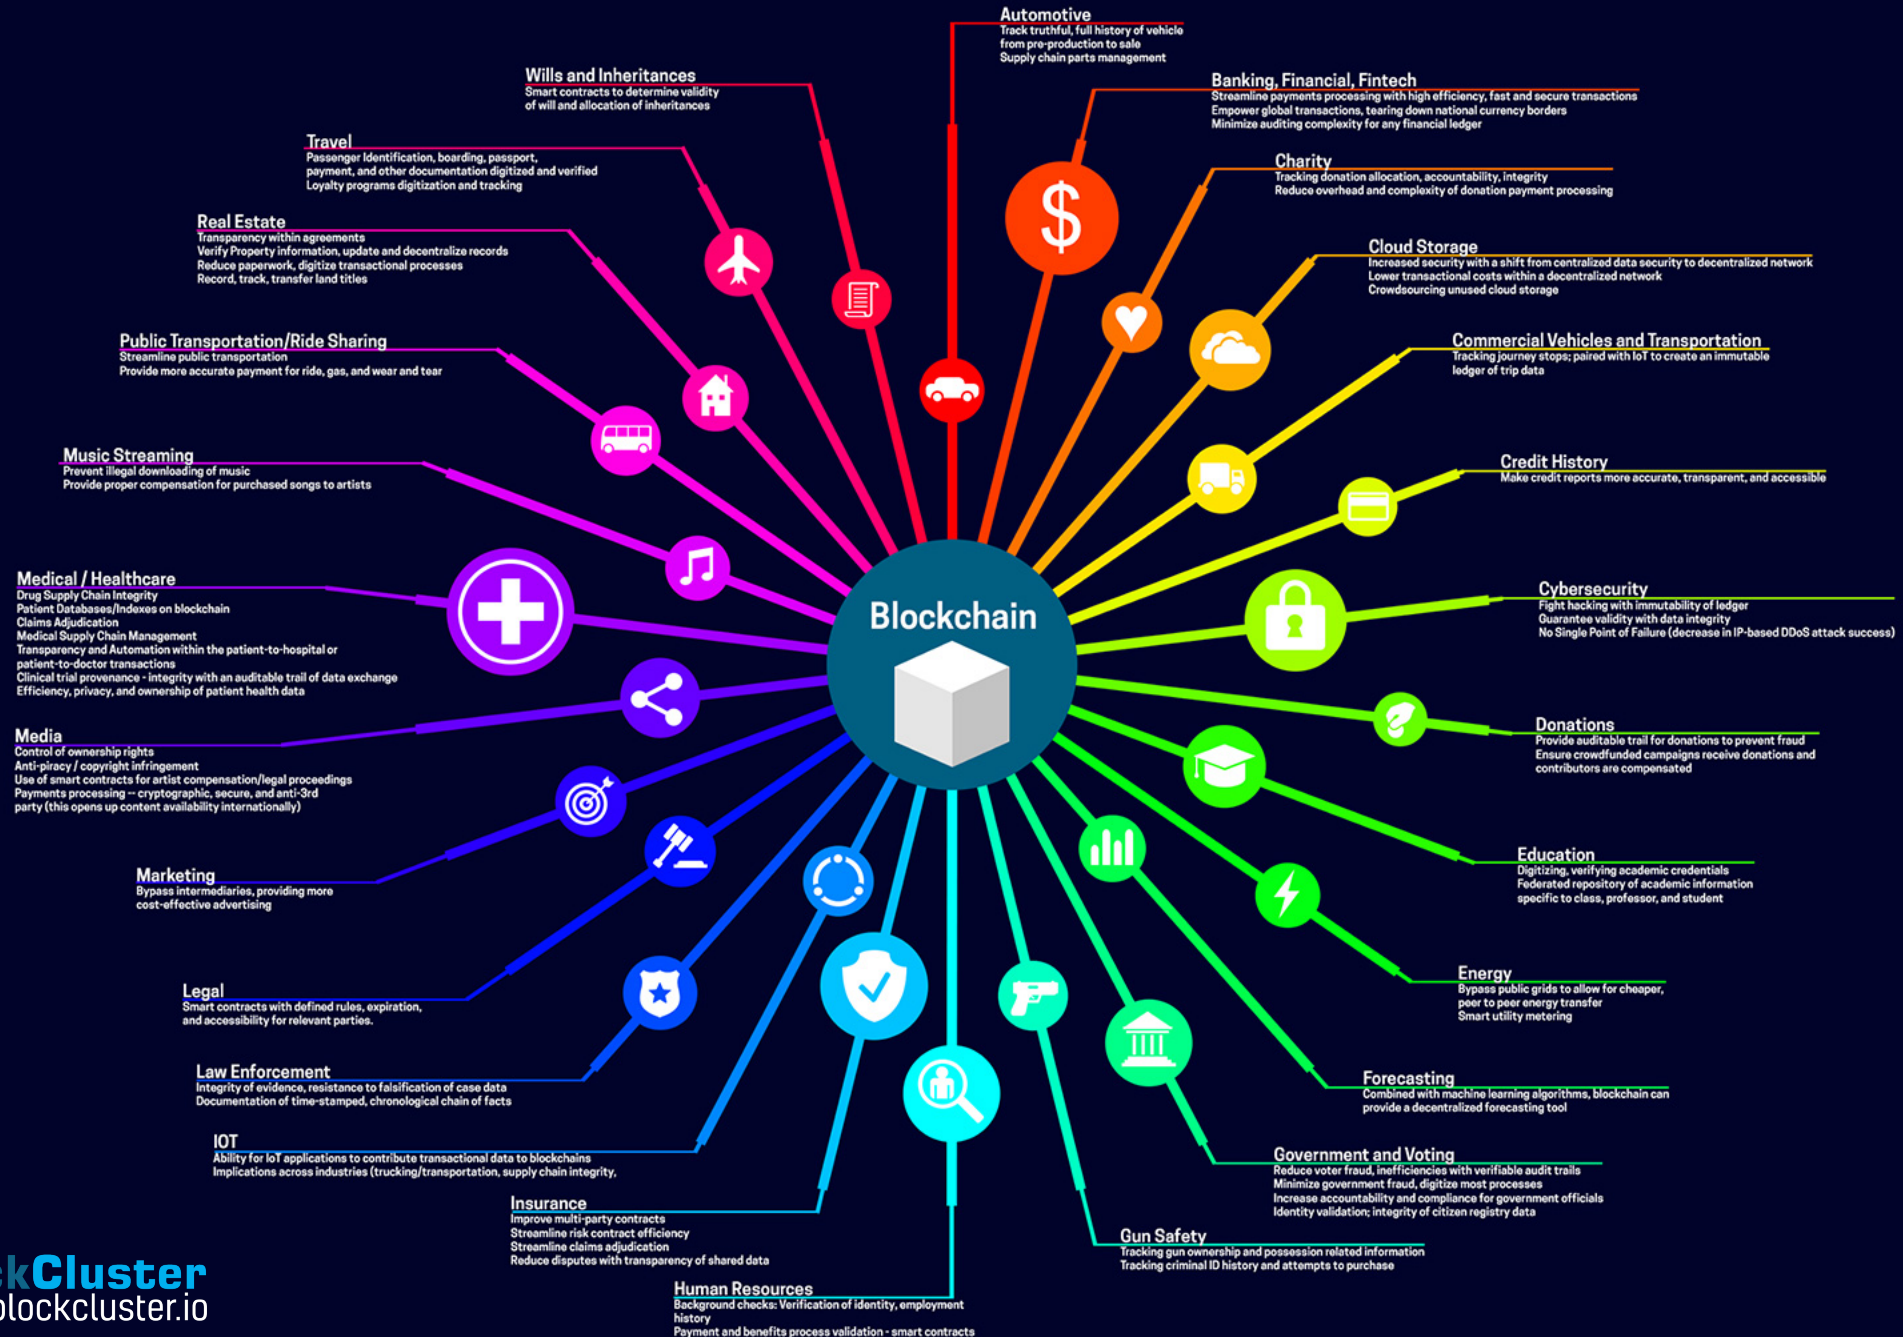 Automotive
Track truthful, full history of vehicle
from pre-production to sale
Supply chain parts management
Banking, Financial, Fintech
Streamline payments processing with high efficiency, fast and secure transactions
Empower global transactions, tearing down national currency borders
Minimize auditing complexity for any financial ledger
Charity
Tracking donation allocation, accountability, integrity
Reduce overhead and complexity of donation payment processing
Cloud Storage
Increased security with a shift from centralized data security to decentralized network
Lower transactional costs within a decentralized network
Crowdsourcing unused cloud storage
Commercial Vehicles and Transportation
Tracking journey stops; paired with IoT to create an immutable
ledger of trip data
Credit History
Make credit reports more accurate, transparent, and accessible
Cybersecurity
Fight hacking with immutability of ledger
Guarantee validity with data integrity
No Single Point of Failure (decrease in IP-based DDoS attack success)
Donations
Provide auditable trail for donations to prevent fraud
Ensure crowdfunded campaigns receive donations and
contributors are compensated
Education
Digitizing, verifying academic credentials
Federated repository of academic information
specific to class, professor, and student
Energy
Bypass public grids to allow for cheaper,
peer to peer energy transfer
Smart utility metering
Forecasting
Combined with machine learning algorithms, blockchain can
provide a decentralized forecasting tool
Government and Voting
Reduce voter fraud, inefficiencies with verifiable audit trails
Minimize government fraud, digitize most processes
Increase accountability and compliance for government officials
Identity validation; integrity of citizen registry data
Gun Safety
Tracking gun ownership and possession related information
Tracking criminal ID history and attempts to purchase
Human Resources
Background checks: Verification of identity, employment
history
Payment and benefits process validation - smart contracts
Insurance
Improve multi-party contracts
Streamline risk contract efficiency
Streamline claims adjudication
Reduce disputes with transparency of shared data
IOT
Ability for IoT applications to contribute transactional data to blockchains
Implications across industries (trucking/transportation, supply chain integrity,
Law Enforcement
Integrity of evidence, resistance to falsification of case data
Documentation of time-stamped, chronological chain of facts
Legal
Smart contracts with defined rules, expiration,
and accessibility for relevant parties.
Marketing
Bypass intermediaries, providing more
cost-effective advertising
Media
Control of ownership rights
Anti-piracy / copyright infringement
Use of smart contracts for artist compensation/legal proceedings
Payments processing -- cryptographic, secure, and anti-3rd
party (this opens up content availability internationally)
Medical / Healthcare
Drug Supply Chain Integrity
Patient Databases/Indexes on blockchain
Claims Adjudication
Medical Supply Chain Management
Transparency and Automation within the patient-to-hospital or
patient-to-doctor transactions
Clinical trial provenance - integrity with an auditable trail of data exchange
Efficiency, privacy, and ownership of patient health data
Music Streaming
Prevent illegal downloading of music
Provide proper compensation for purchased songs to artists
Public Transportation/Ride Sharing
Streamline public transportation
Provide more accurate payment for ride, gas, and wear and tear
Real Estate
Transparency within agreements
Verify Property information, update and decentralize records
Reduce paperwork, digitize transactional processes
Record, track, transfer land titles
Travel
Passenger Identification, boarding, passport,
payment, and other documentation digitized and verified
Loyalty programs digitization and tracking
Wills and Inheritances
Smart contracts to determine validity
of will and allocation of inheritances
$
Blockchain
ckCluster
blockcluster.io